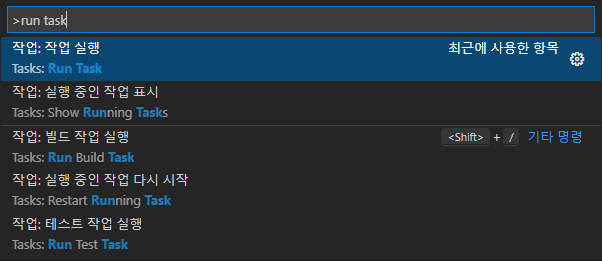 >run task
작업: 작업 실행 최근에 사용한 항목
Tasks: Run Task
작업: 실행 중인 작업 표시
Tasks: Show Running Tasks
작업: 빌드 작업 실행 <Shift> + / 기타 명령
Tasks: Run Build Task
작업: 실행 중인 작업 다시 시작
Tasks: Restart Running Task
작업: 테스트 작업 실행
Tasks: Run Test Task